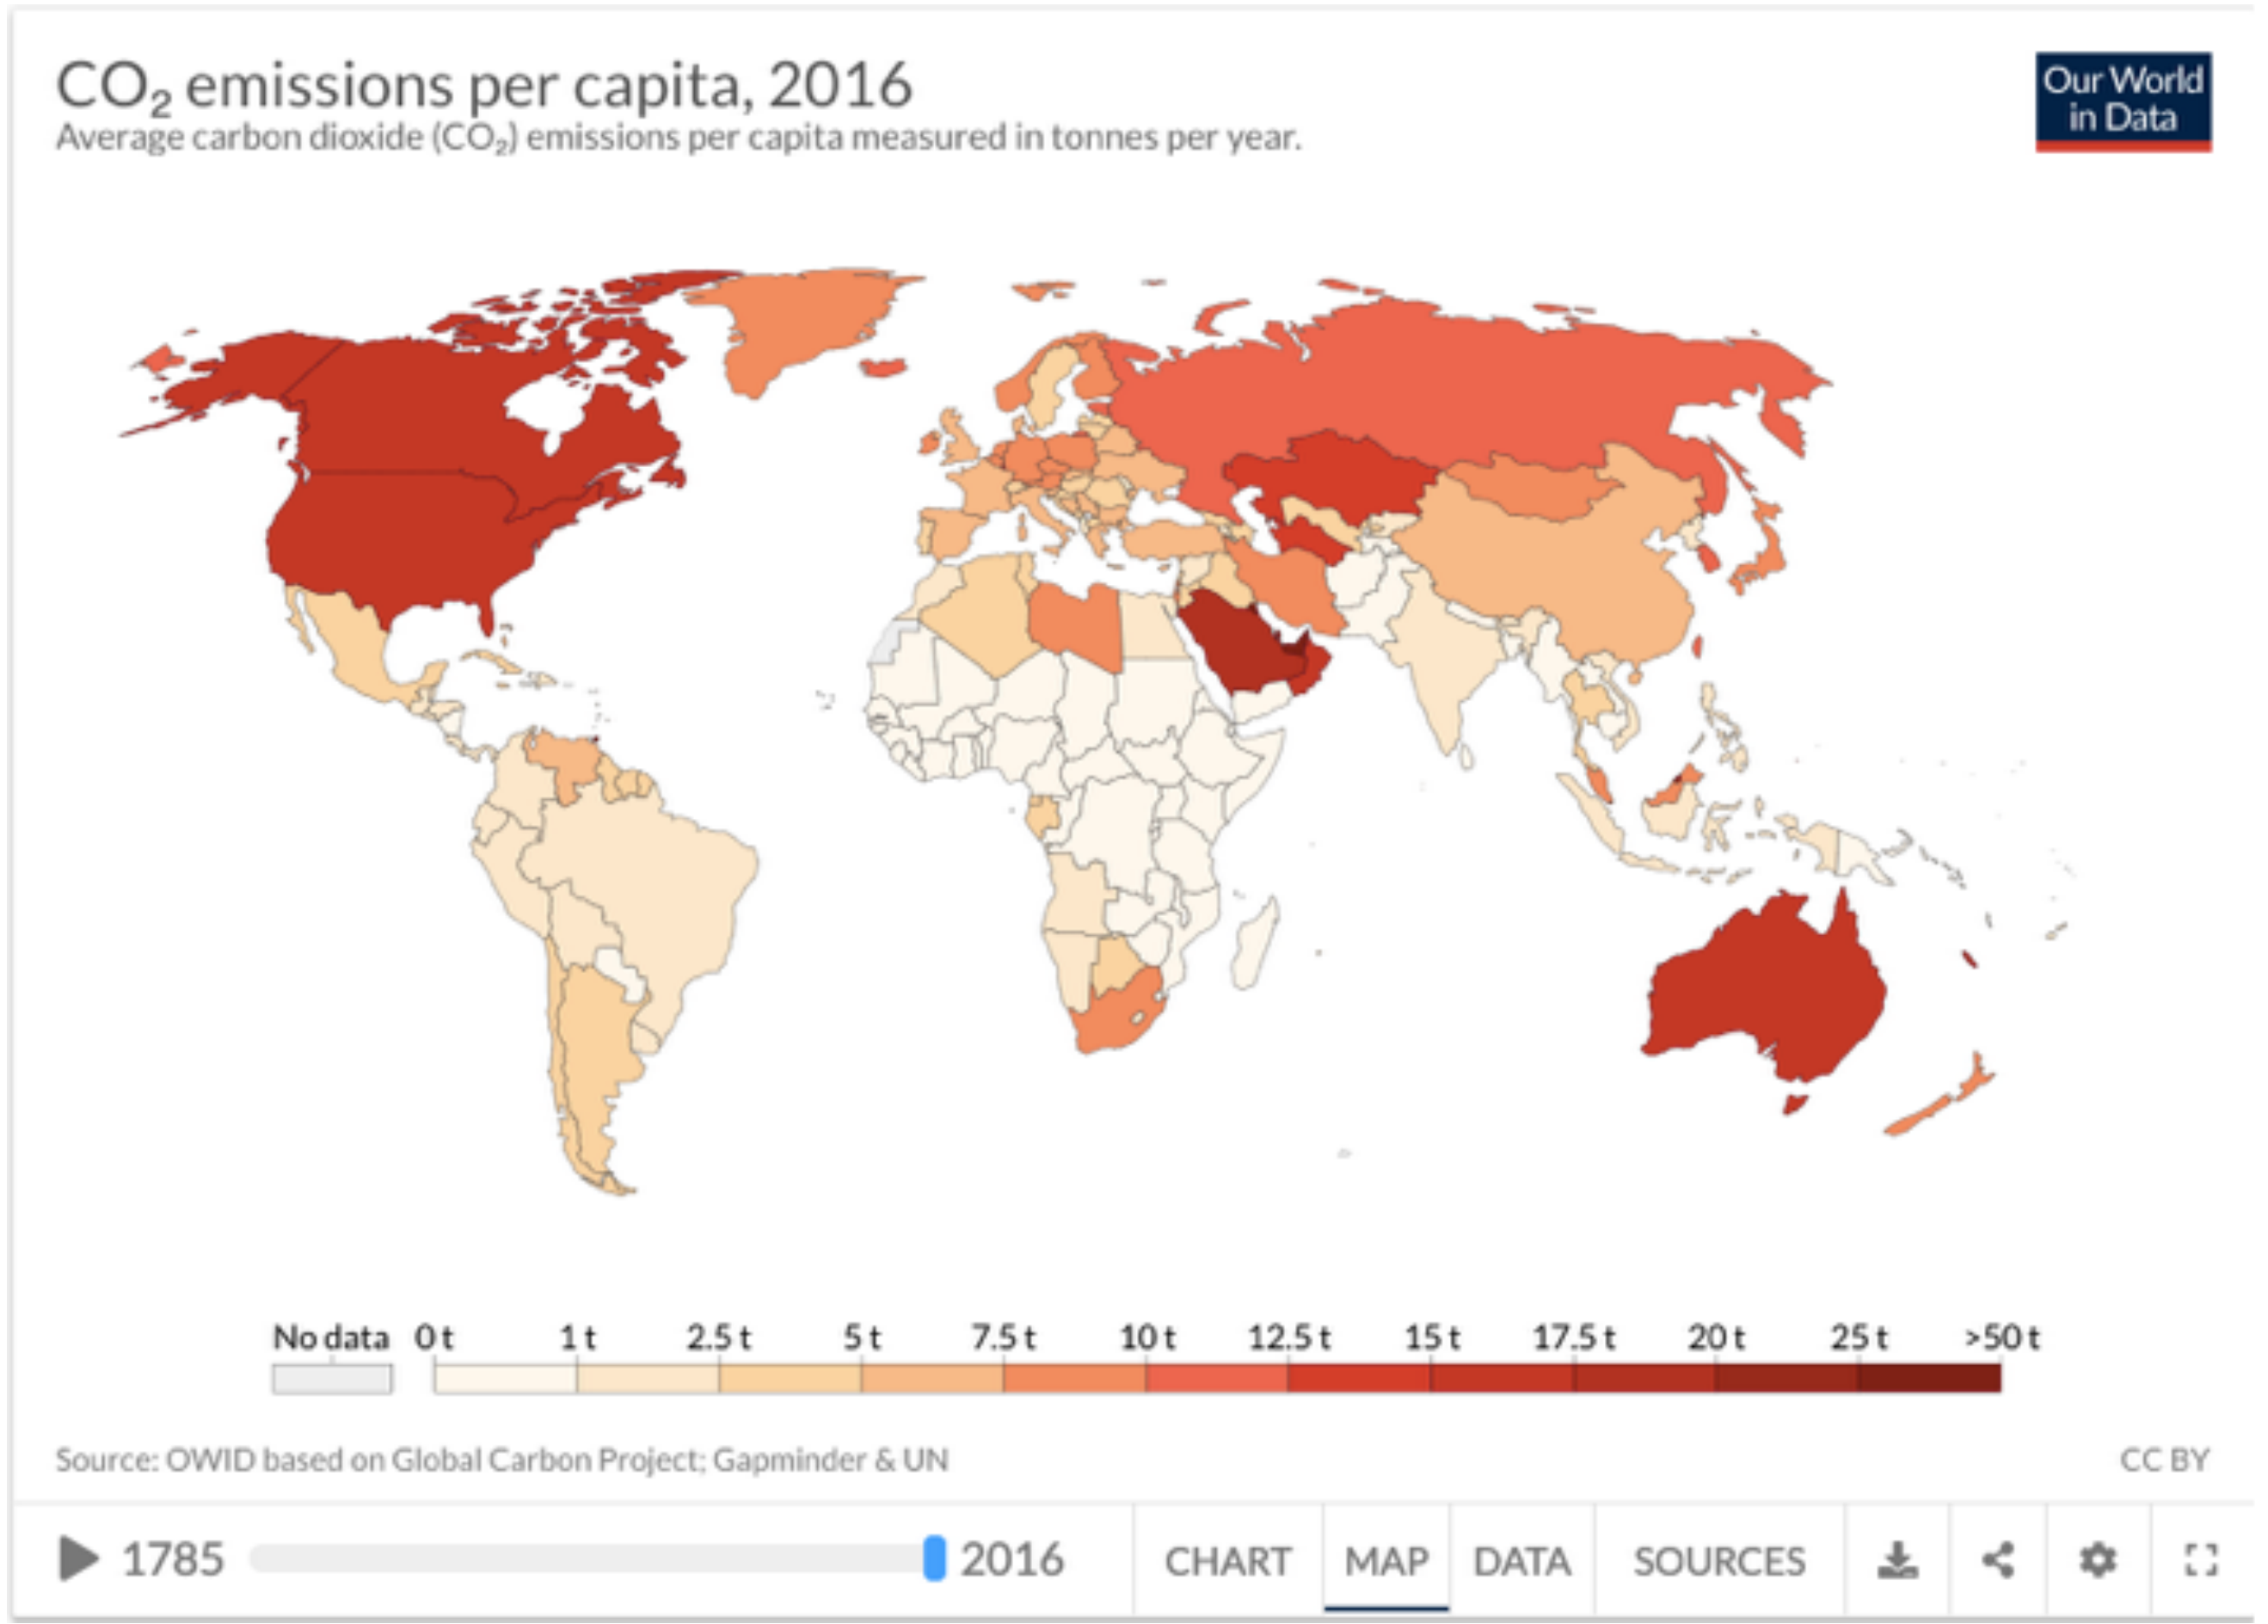 CO₂ emissions per capita, 2016
Average carbon dioxide (CO₂) emissions per capita measured in tonnes per year.
Our World
in Data
No data 0 t 1 t 2.5 t 5 t 7.5 t 10 t 12.5 t 15 t 17.5 t 20 t 25 t >50 t
Source: OWID based on Global Carbon Project; Gapminder & UN
CC BY
1785 2016 CHART MAP DATA SOURCES